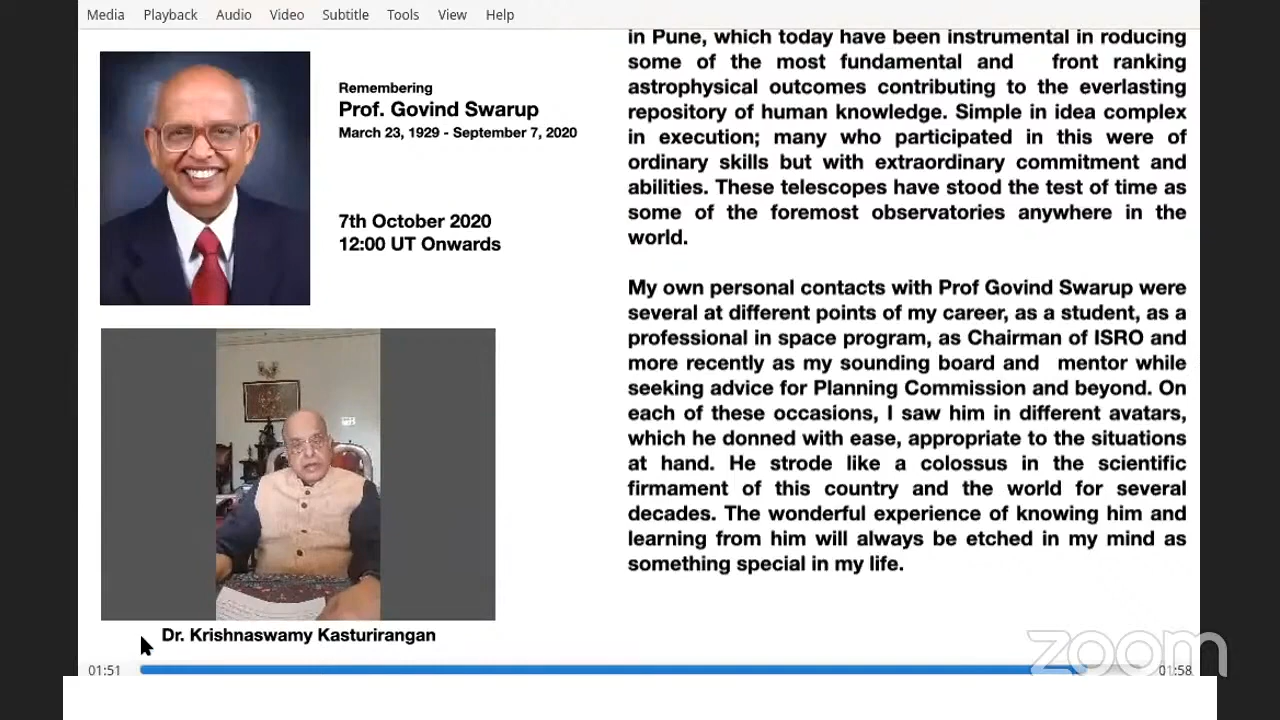 Media Playback Audio Video Subtitle Tools View Help
Remembering
Prof. Govind Swarup
March 23, 1929 - September 7, 2020
7th October 2020
12:00 UT Onwards
Dr. Krishnaswamy Kasturirangan
in Pune, which today have been instrumental in roducing
some of the most fundamental and front ranking
astrophysical outcomes contributing to the everlasting
repository of human knowledge. Simple in idea complex
in execution; many who participated in this were of
ordinary skills but with extraordinary commitment and
abilities. These telescopes have stood the test of time as
some of the foremost observatories anywhere in the
world.
My own personal contacts with Prof Govind Swarup were
several at different points of my career, as a student, as a
professional in space program, as Chairman of ISRO and
more recently as my sounding board and mentor while
seeking advice for Planning Commission and beyond. On
each of these occasions, I saw him in different avatars,
which he donned with ease, appropriate to the situations
at hand. He strode like a colossus in the scientific
firmament of this country and the world for several
decades. The wonderful experience of knowing him and
learning from him will always be etched in my mind as
something special in my life.
zoom
01:51 01:58